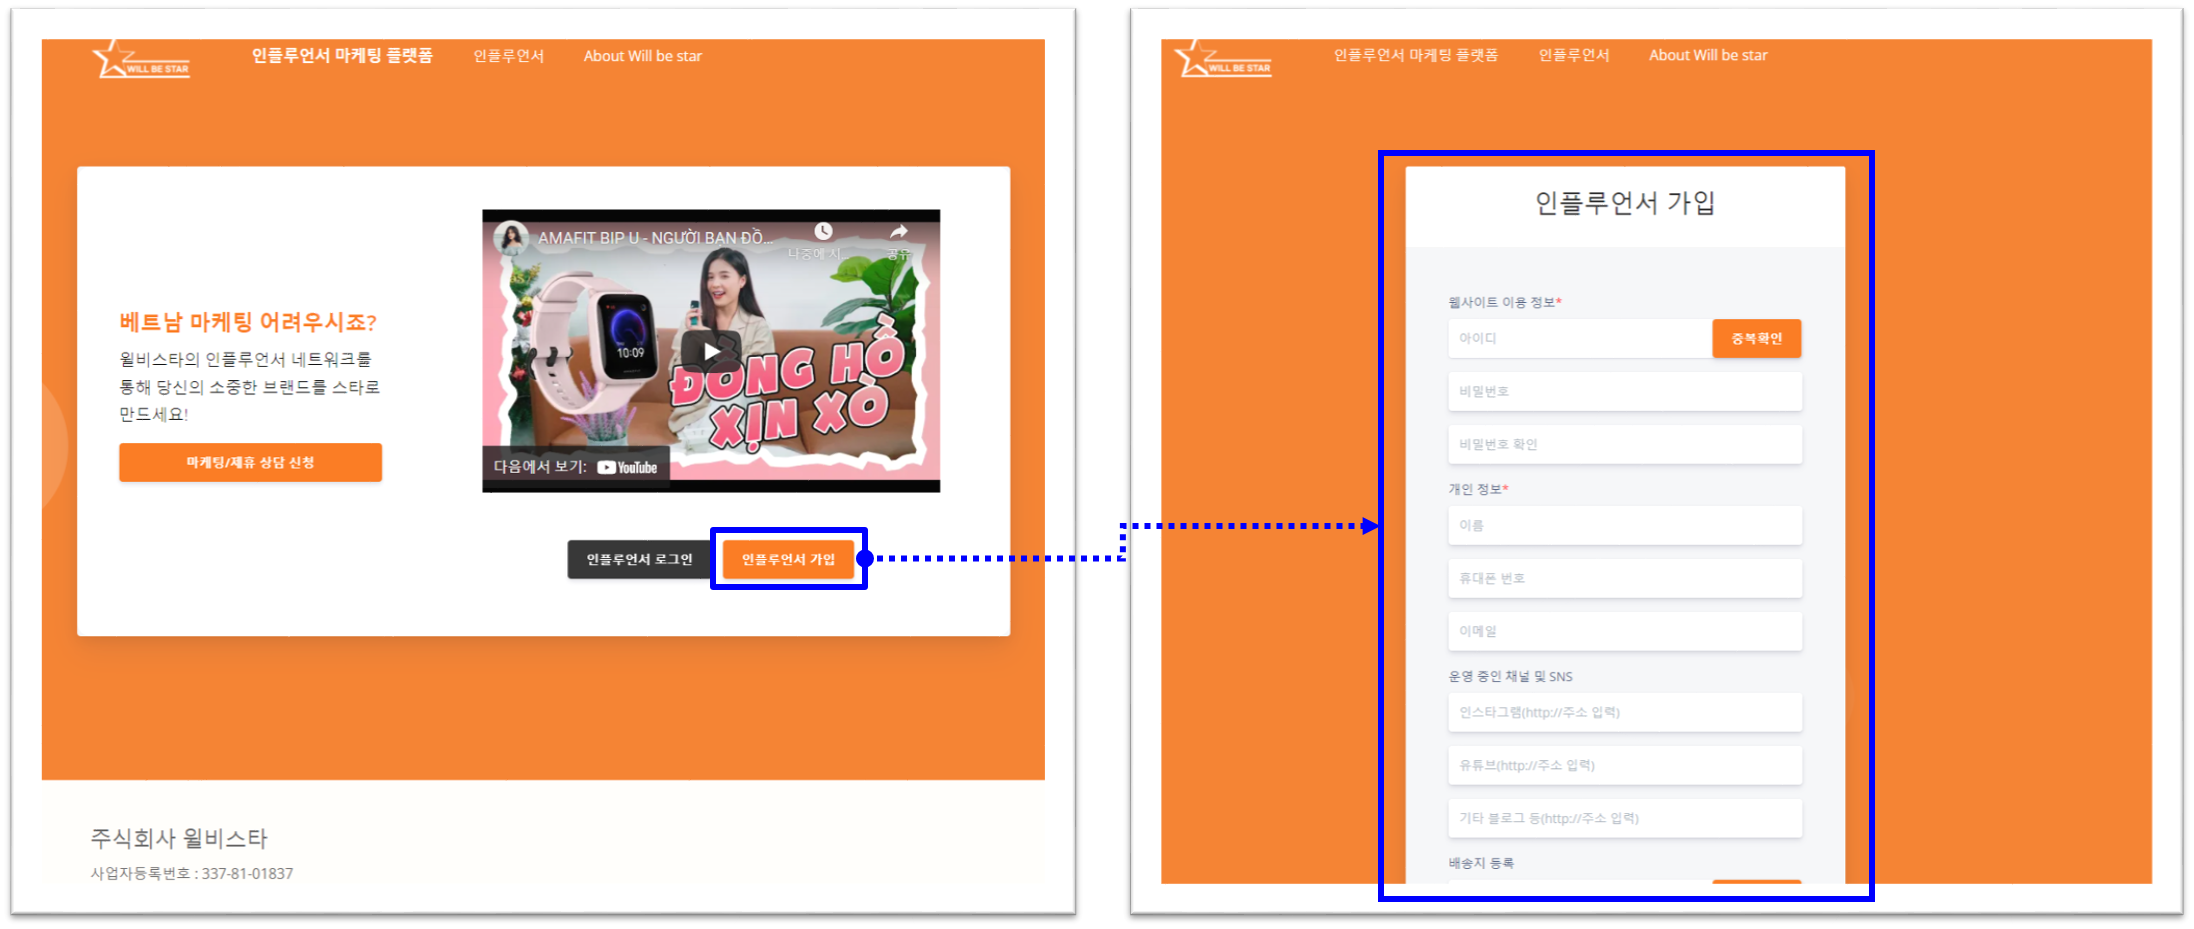 WILL BE STAR
인플루언서 마케팅 플랫폼
인플루언서
About Will be star
베트남 마케팅 어려우시죠?
윌비스타의 인플루언서 네트워크를
통해 당신의 소중한 브랜드를 스타로
만드세요!
마케팅/제휴 상담 신청
AMAFIT BIP U - NGƯỜI BẠN ĐỒ...
나중에 시...
공유
10:09
ĐỒNG HỒ
XỊN XÒ
다음에서 보기: YouTube
인플루언서 로그인
인플루언서 가입
주식회사 윌비스타
사업자등록번호 : 337-81-01837
WILL BE STAR
인플루언서 마케팅 플랫폼
인플루언서
About Will be star
인플루언서 가입
웹사이트 이용 정보*
아이디
중복확인
비밀번호
비밀번호 확인
개인 정보*
이름
휴대폰 번호
이메일
운영 중인 채널 및 SNS
인스타그램(http://주소 입력)
유튜브(http://주소 입력)
기타 블로그 등(http://주소 입력)
배송지 등록